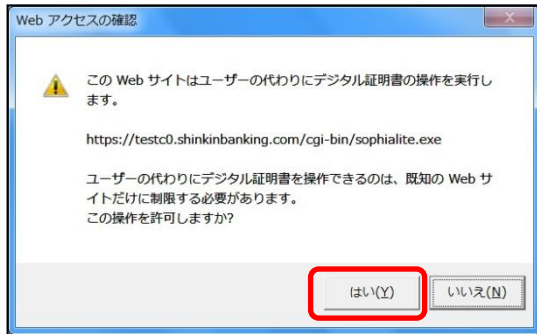 Web アクセスの確認
この Web サイトはユーザーの代わりにデジタル証明書の操作を実行し
ます。
https://testc0.shinkinbanking.com/cgi-bin/sophialite.exe
ユーザーの代わりにデジタル証明書を操作できるのは、既知の Web サ
イトだけに制限する必要があります。
この操作を許可しますか?
はい(Y) いいえ(N)